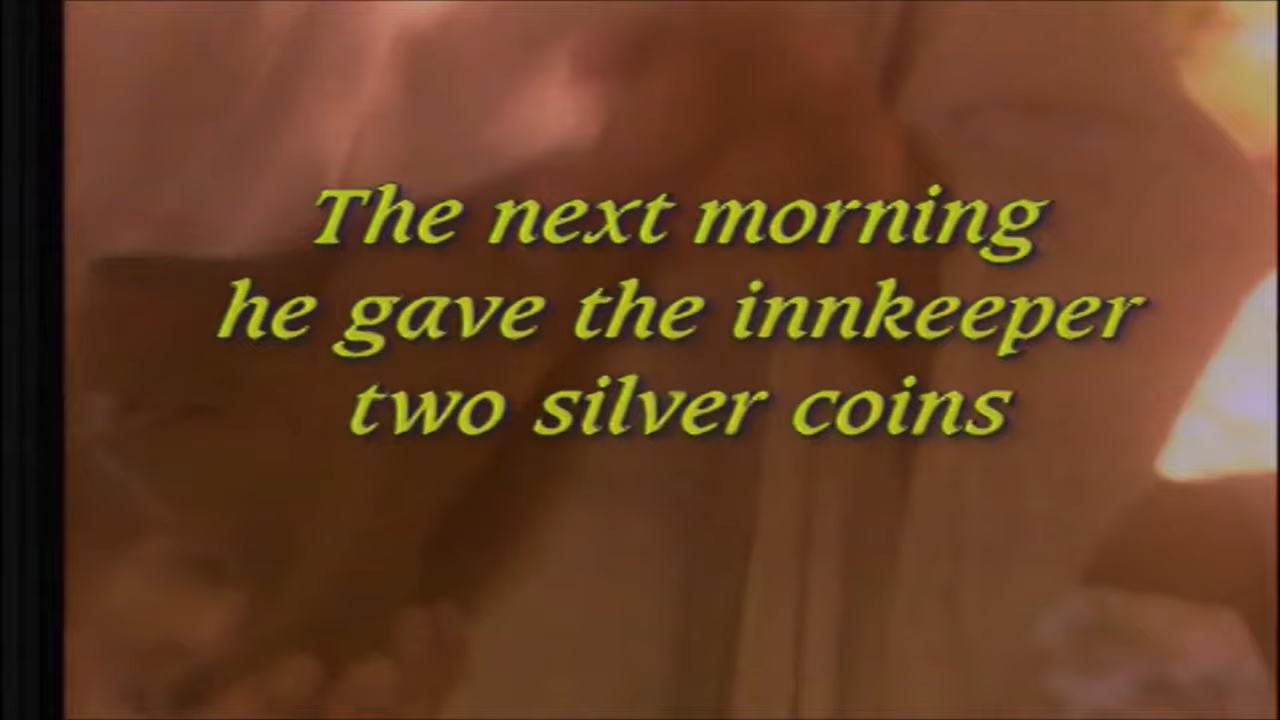 The next morning
he gave the innkeeper
two silver coins